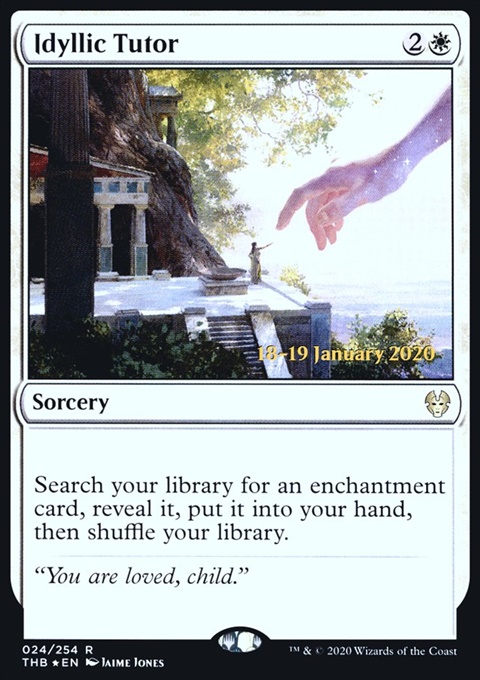 Idyllic Tutor 2
18-19 January 2020
Sorcery
Search your library for an enchantment
card, reveal it, put it into your hand,
then shuffle your library.
“You are loved, child.”
024/254 R
THB ★ EN Jaime Jones
™ & © 2020 Wizards of the Coast